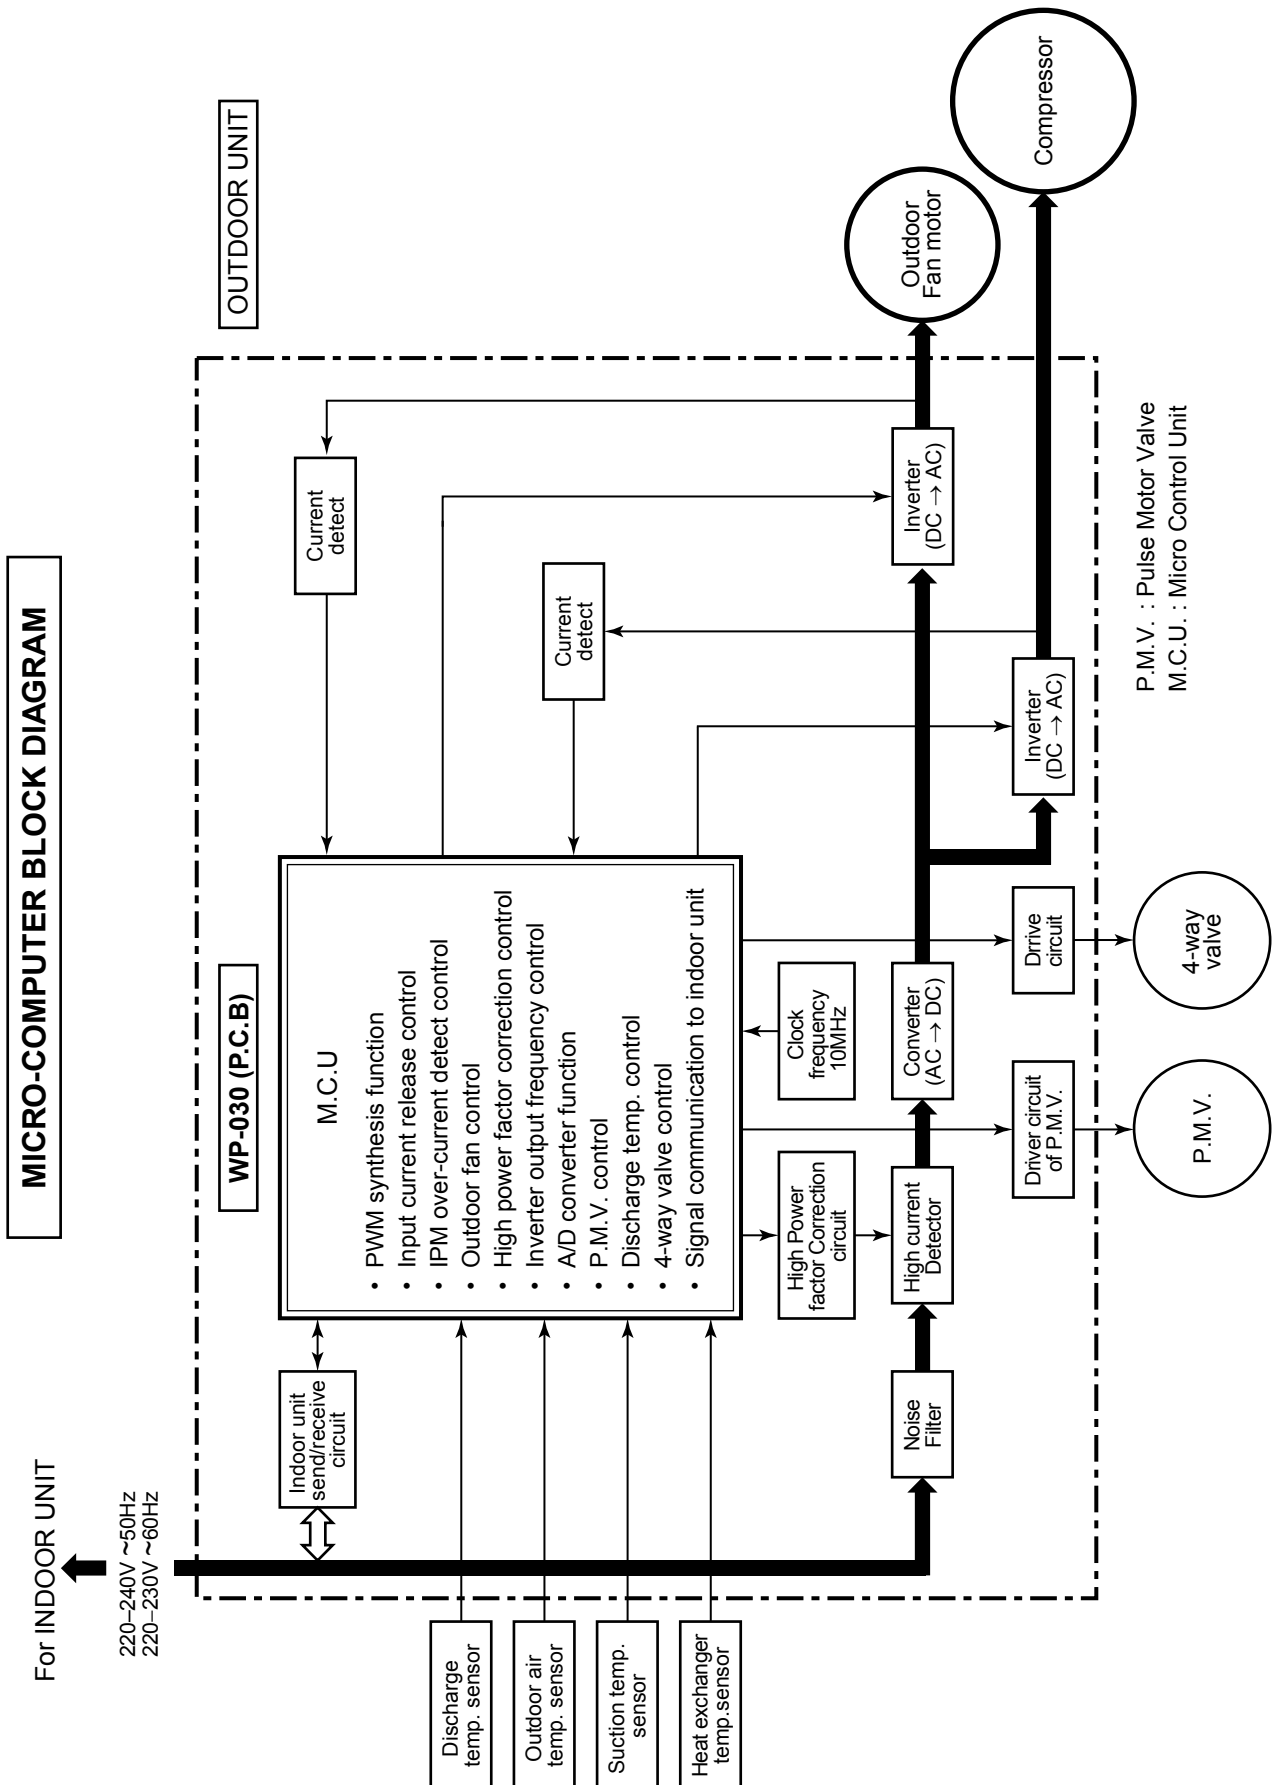 MICRO-COMPUTER BLOCK DIAGRAM
For INDOOR UNIT
220–240V ~50Hz
220–230V ~60Hz
WP-030 (P.C.B)
OUTDOOR UNIT
Discharge
temp. sensor
Outdoor air
temp. sensor
Suction temp.
sensor
Heat exchanger
temp.sensor
Indoor unit
send/receive
circuit
M.C.U
• PWM synthesis function
• Input current release control
• IPM over-current detect control
• Outdoor fan control
• High power factor correction control
• Inverter output frequency control
• A/D converter function
• P.M.V. control
• Discharge temp. control
• 4-way valve control
• Signal communication to indoor unit
Current
detect
Current
detect
High Power
factor Correction
circuit
Clock
frequency
10MHz
Noise
Filter
High current
Detector
Converter
(AC → DC)
Inverter
(DC → AC)
Outdoor
Fan motor
Driver circuit
of P.M.V.
Drrive
circuit
Inverter
(DC → AC)
Compressor
P.M.V.
4-way
valve
P.M.V. : Pulse Motor Valve
M.C.U. : Micro Control Unit